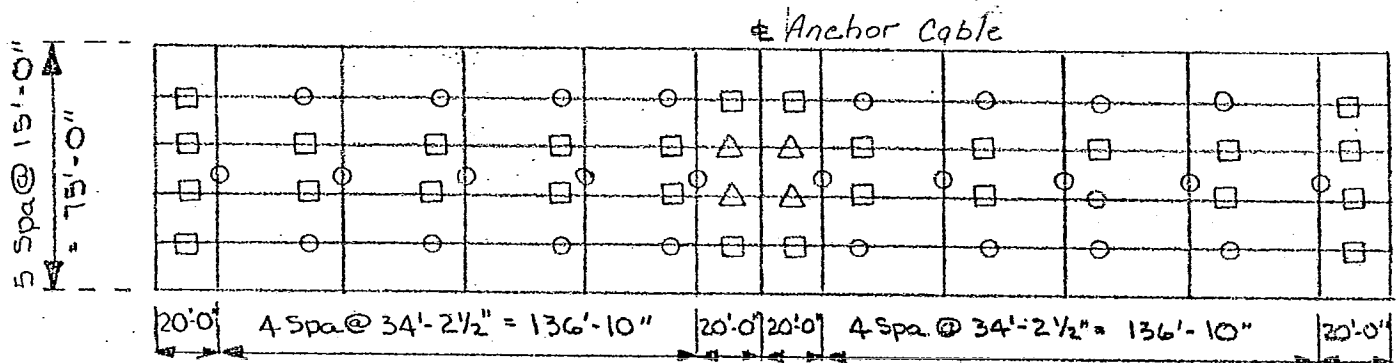 ℄ Anchor Cable
5 Spa @ 15'-0"
= 75'-0"
20'-0" 4 Spa @ 34'-2½" = 136'-10" 20'-0" 20'-0" 4 Spa. @ 34'-2½" = 136'-10" 20'-0"